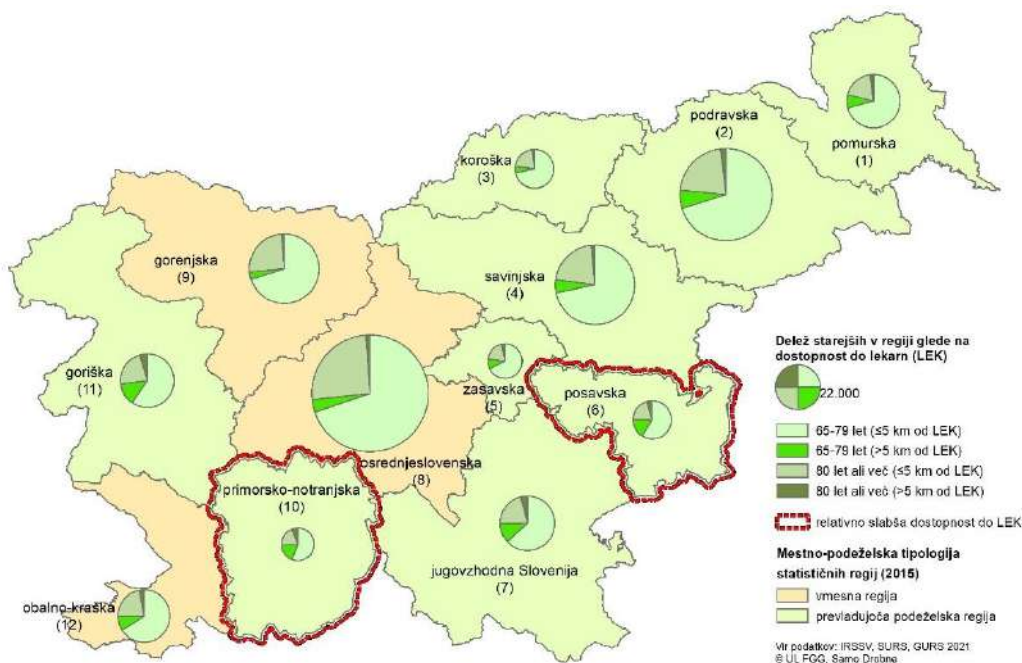 podravska
(2)
pomurska
(1)
koroška
(3)
gorenjska
(9)
savinjska
(4)
goriška
(11)
zasavska
(5)
posavska
(6)
osrednjeslovenska
(8)
primorsko-notranjska
(10)
jugovzhodna Slovenija
(7)
obalno-kraška
(12)
Delež starejših v regiji glede na
dostopnost do lekarn (LEK)
22.000
65-79 let (≤5 km od LEK)
65-79 let (>5 km od LEK)
80 let ali več (≤5 km od LEK)
80 let ali več (>5 km od LEK)
relativno slabša dostopnost do LEK
Mestno-podeželska tipologija
statističnih regij (2015)
vmesna regija
prevladujoča podeželska regija
Vir podatkov: IRSSV, SURS, GURS 2021
© UL FGG, Samo Drobne